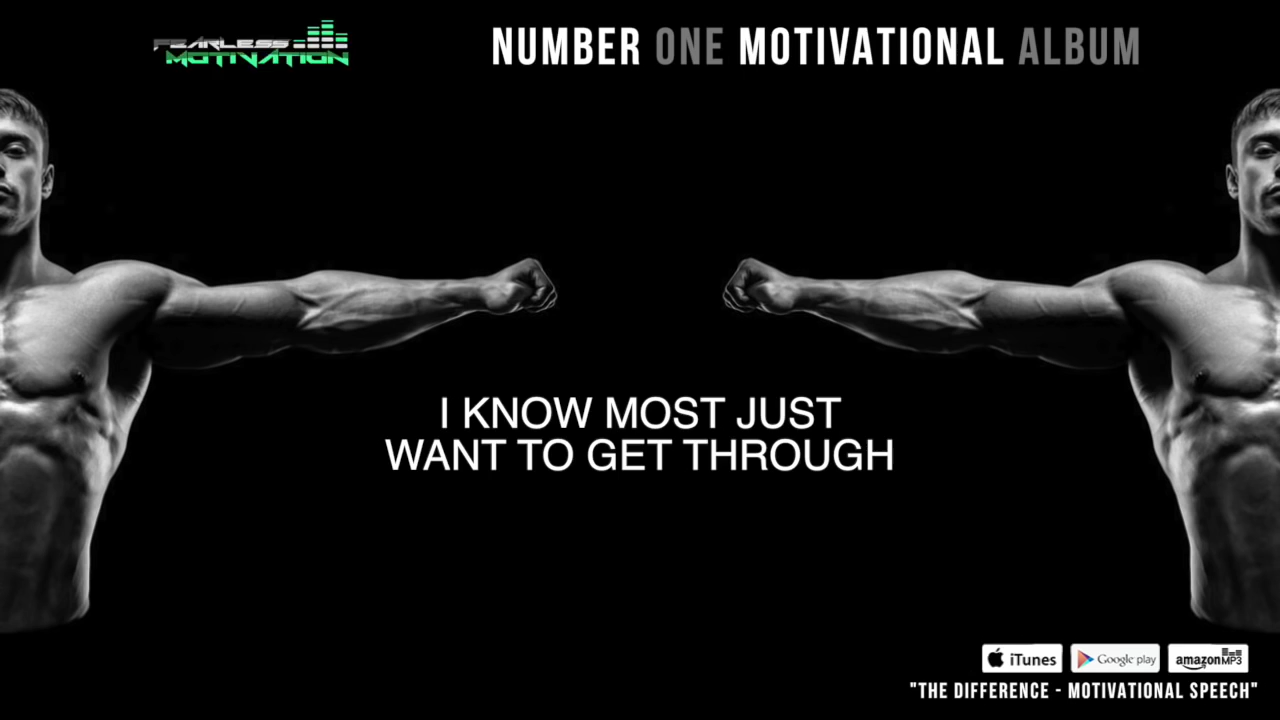 FEARLESS
MOTIVATION
NUMBER ONE MOTIVATIONAL ALBUM
I KNOW MOST JUST
WANT TO GET THROUGH
iTunes
Google play
amazonMP3
"THE DIFFERENCE - MOTIVATIONAL SPEECH"